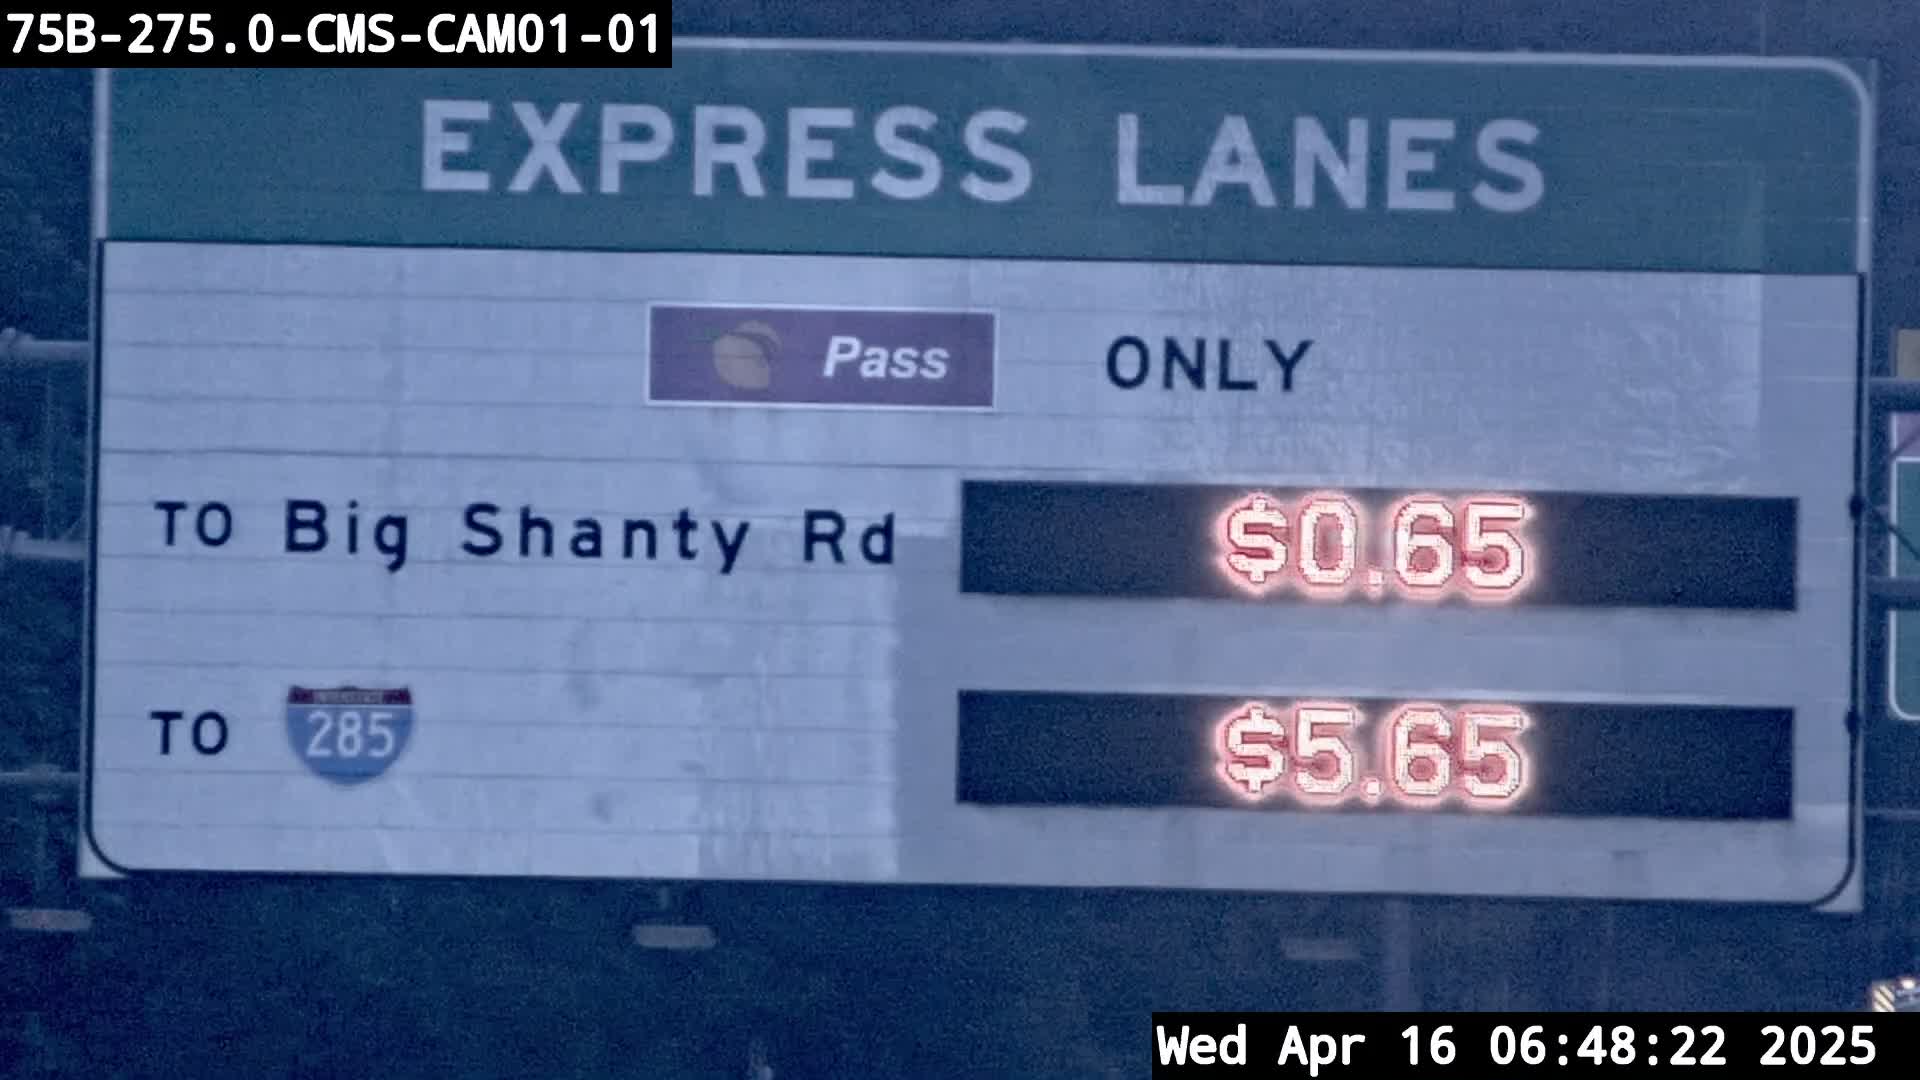 75B-275.0-CMS-CAM01-01
EXPRESS LANES
Pass ONLY
TO Big Shanty Rd $0.65
TO 285 $5.65
Wed Apr 16 06:48:22 2025